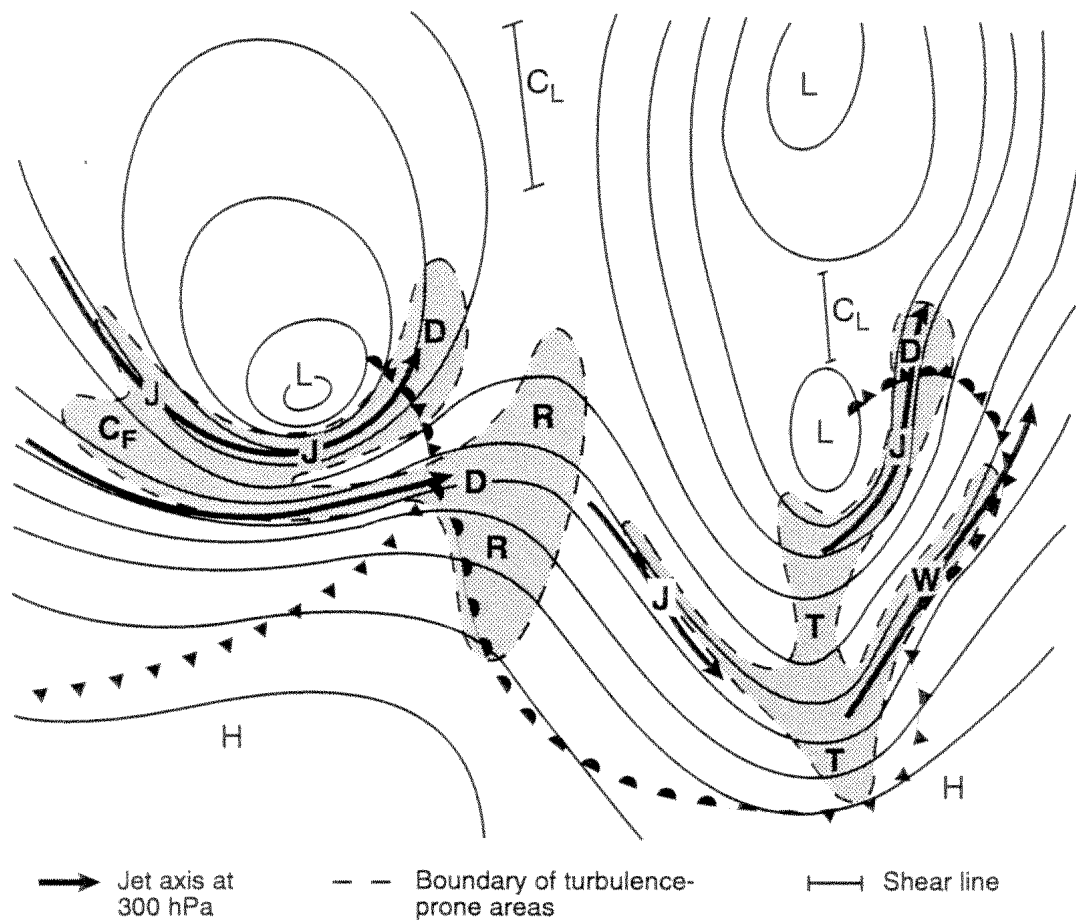 C_L
L
C_L
D
L
D
J
R
C_F
J
J
L
J
D
R
J
W
T
H
T
H
Jet axis at
300 hPa
Boundary of turbulence-
prone areas
Shear line